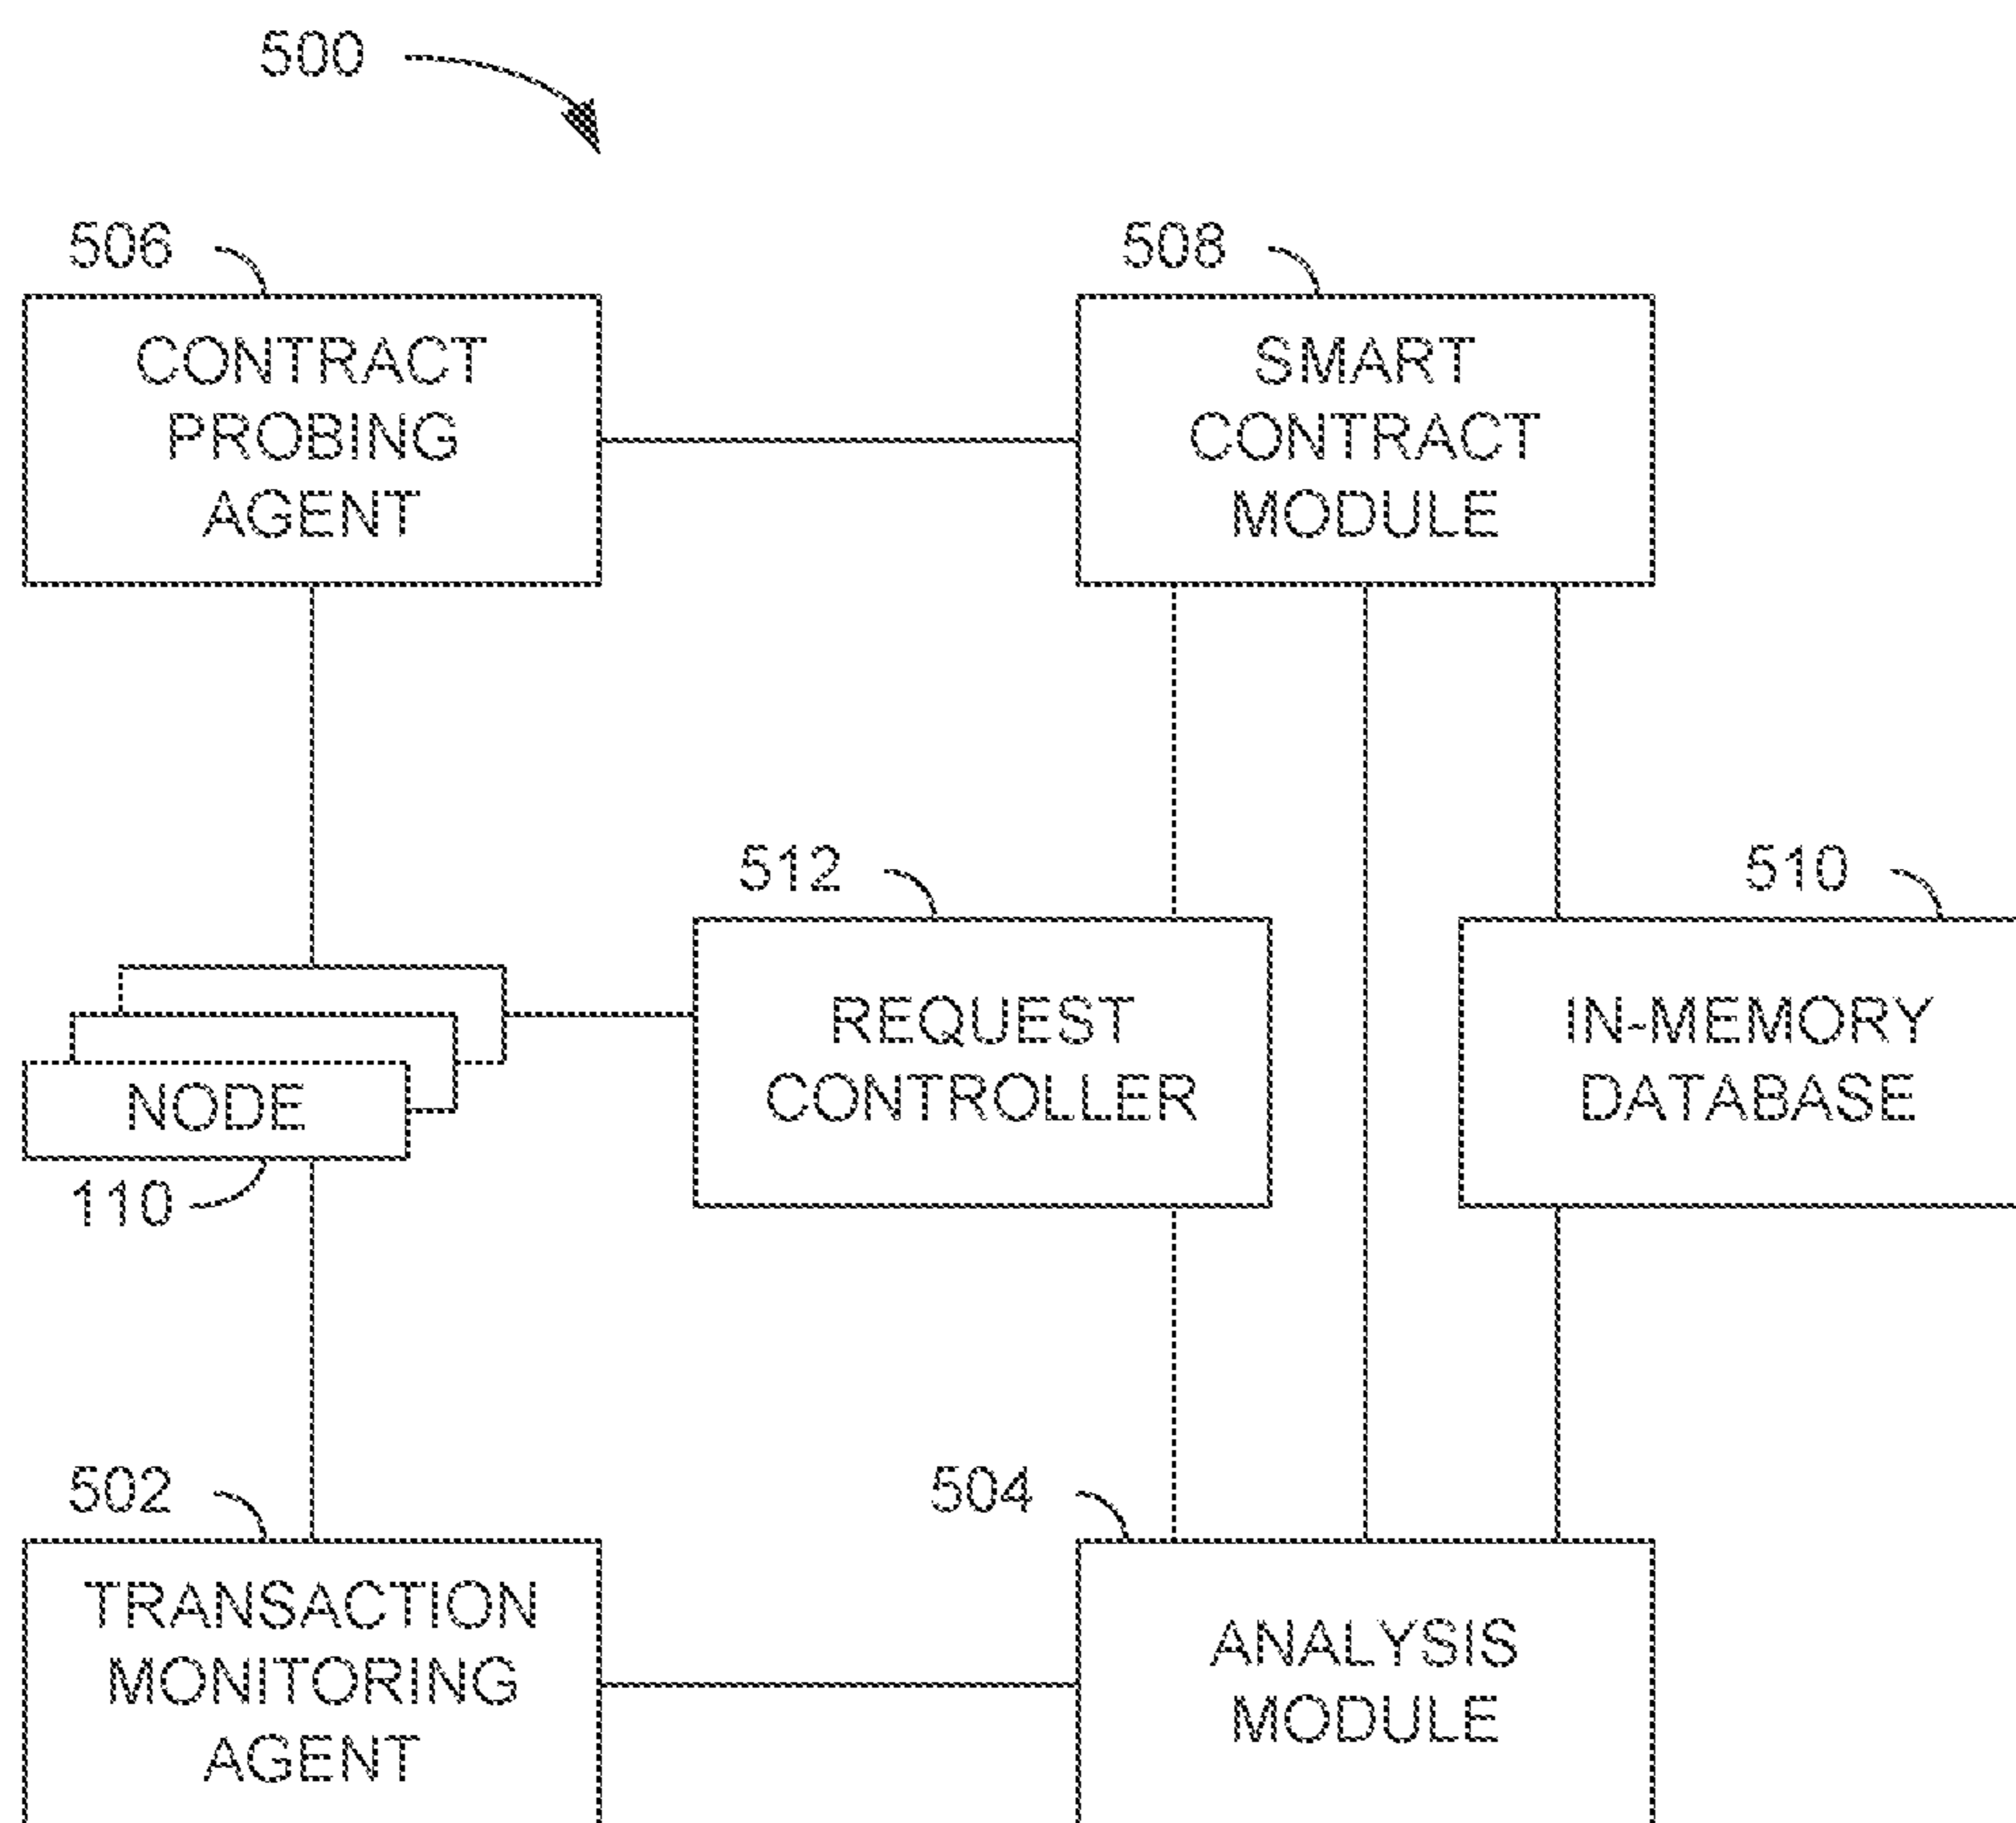 500
506
508
CONTRACT
PROBING
AGENT
SMART
CONTRACT
MODULE
512
510
REQUEST
CONTROLLER
IN-MEMORY
DATABASE
NODE
110
502
504
TRANSACTION
MONITORING
AGENT
ANALYSIS
MODULE